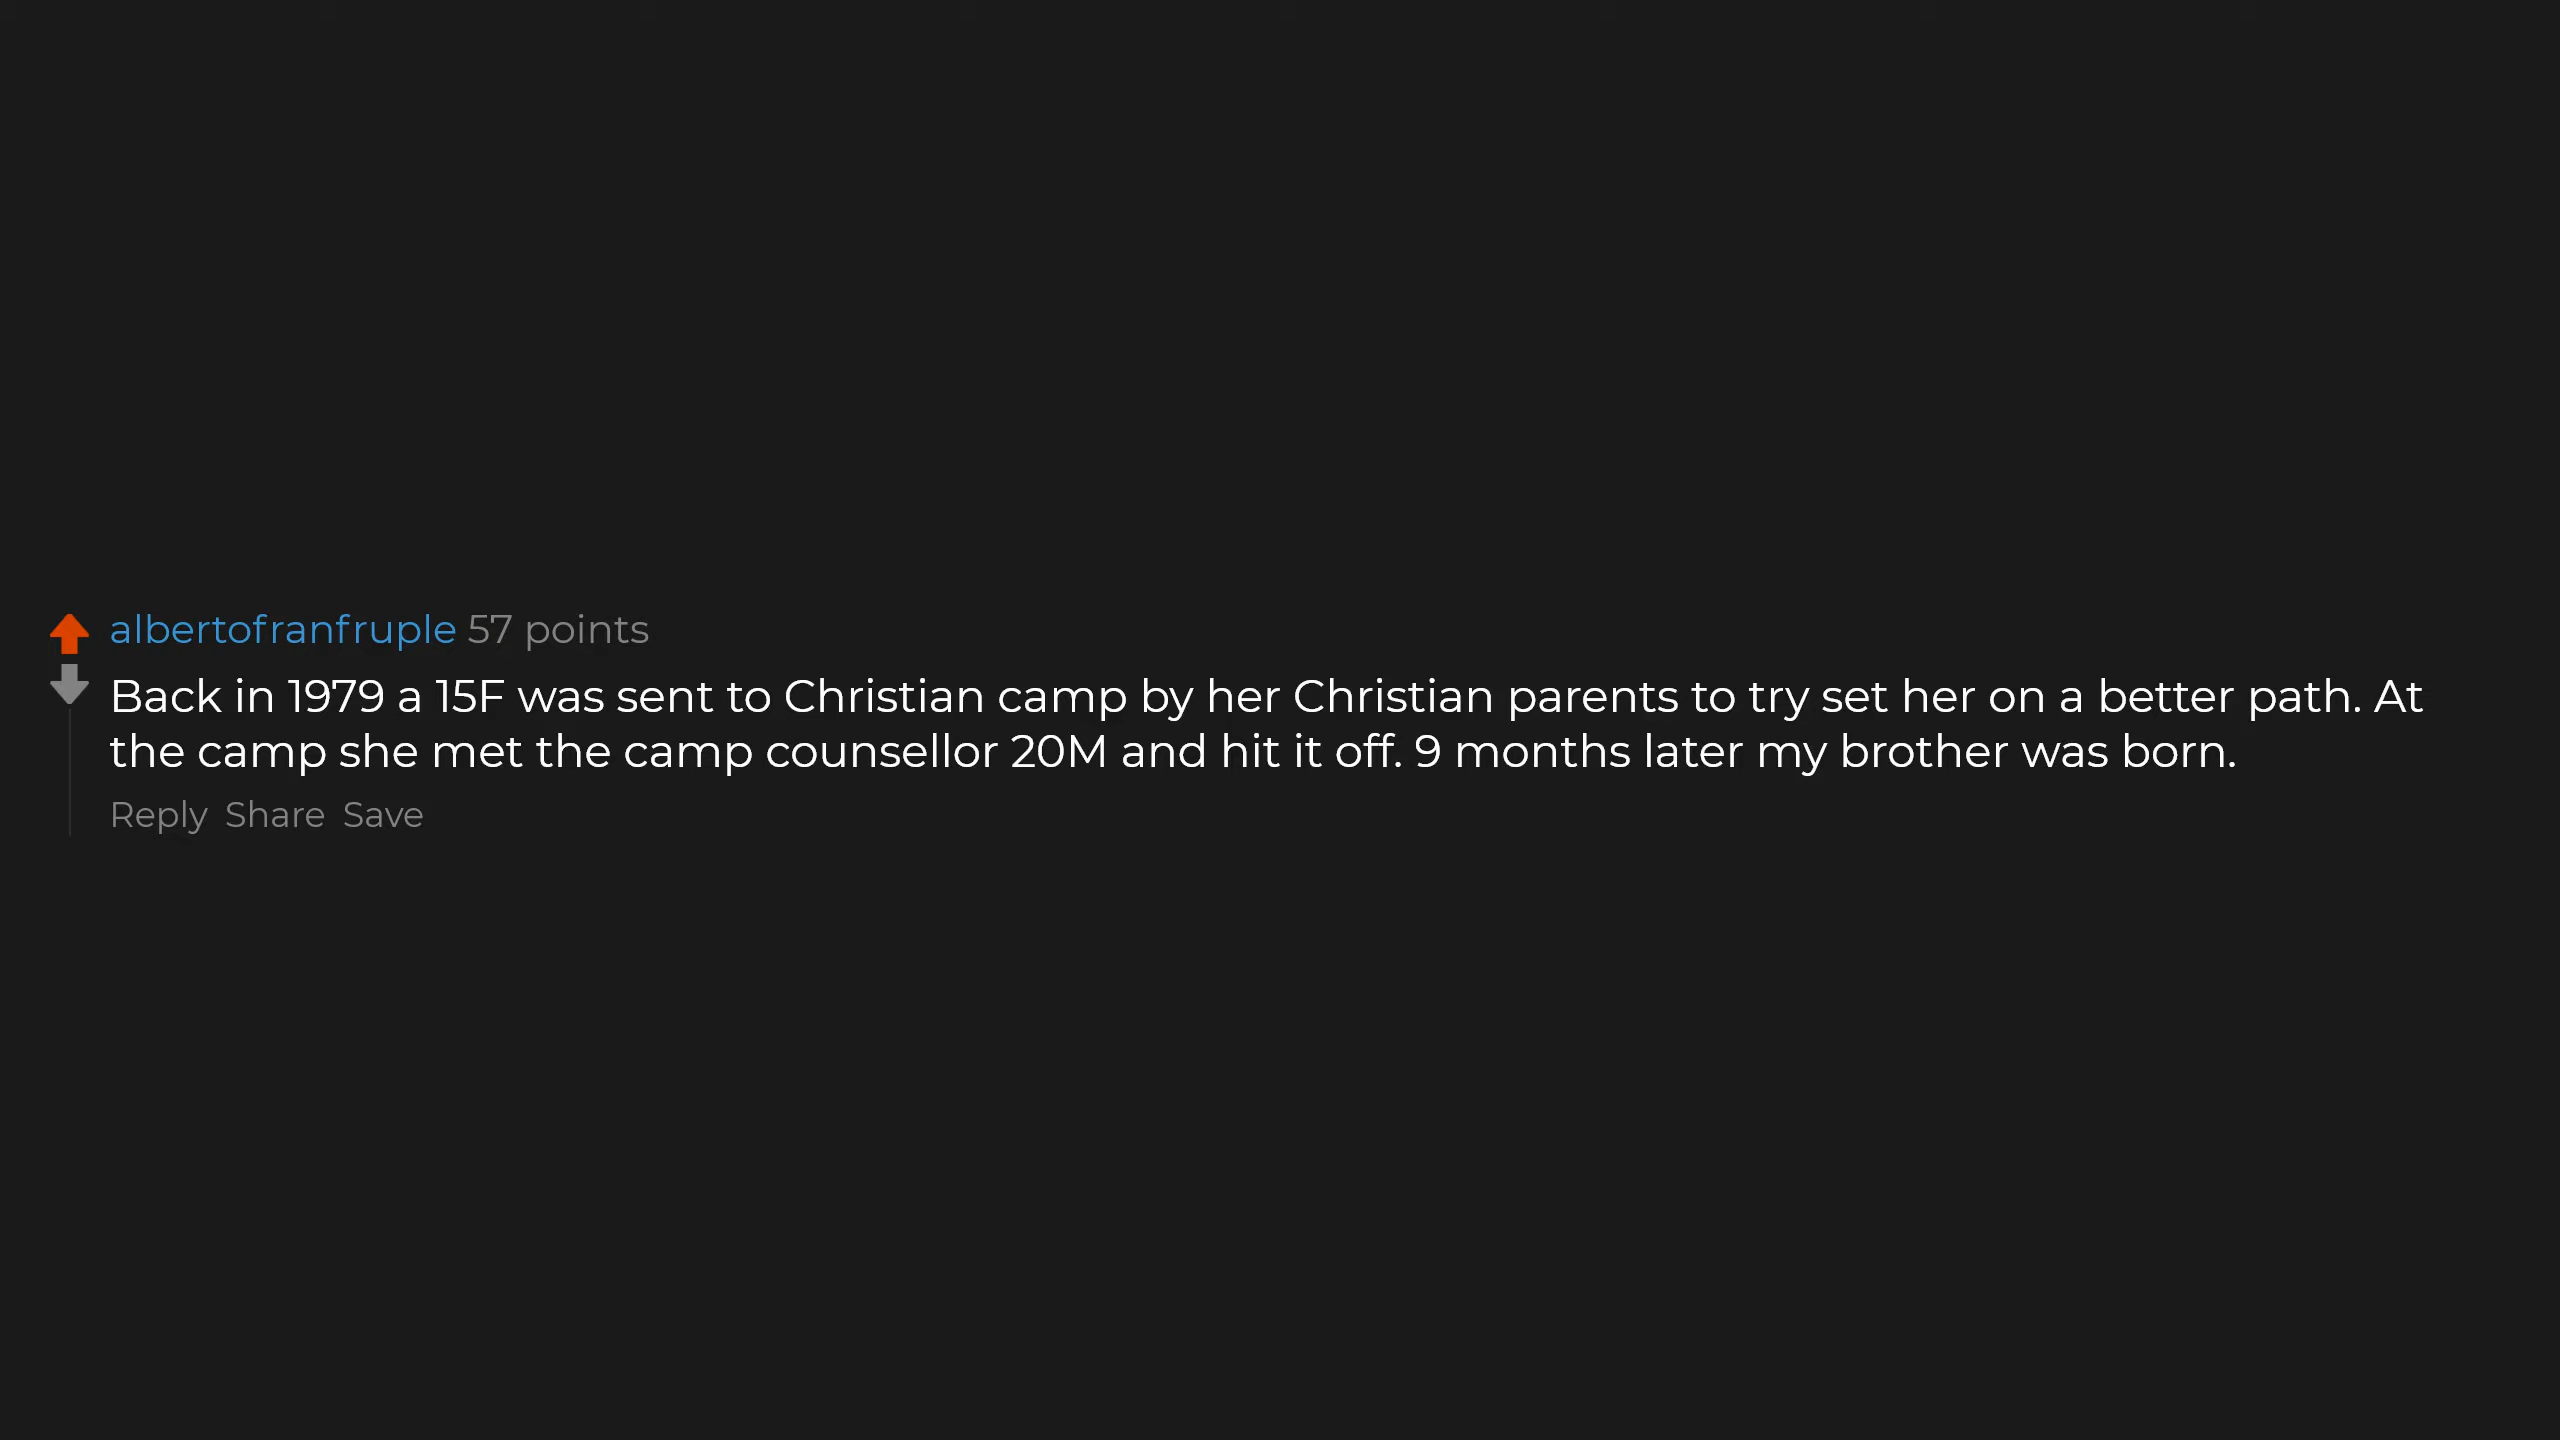 albertofranfruple 57 points
Back in 1979 a 15F was sent to Christian camp by her Christian parents to try set her on a better path. At
the camp she met the camp counsellor 20M and hit it off. 9 months later my brother was born.
Reply Share Save